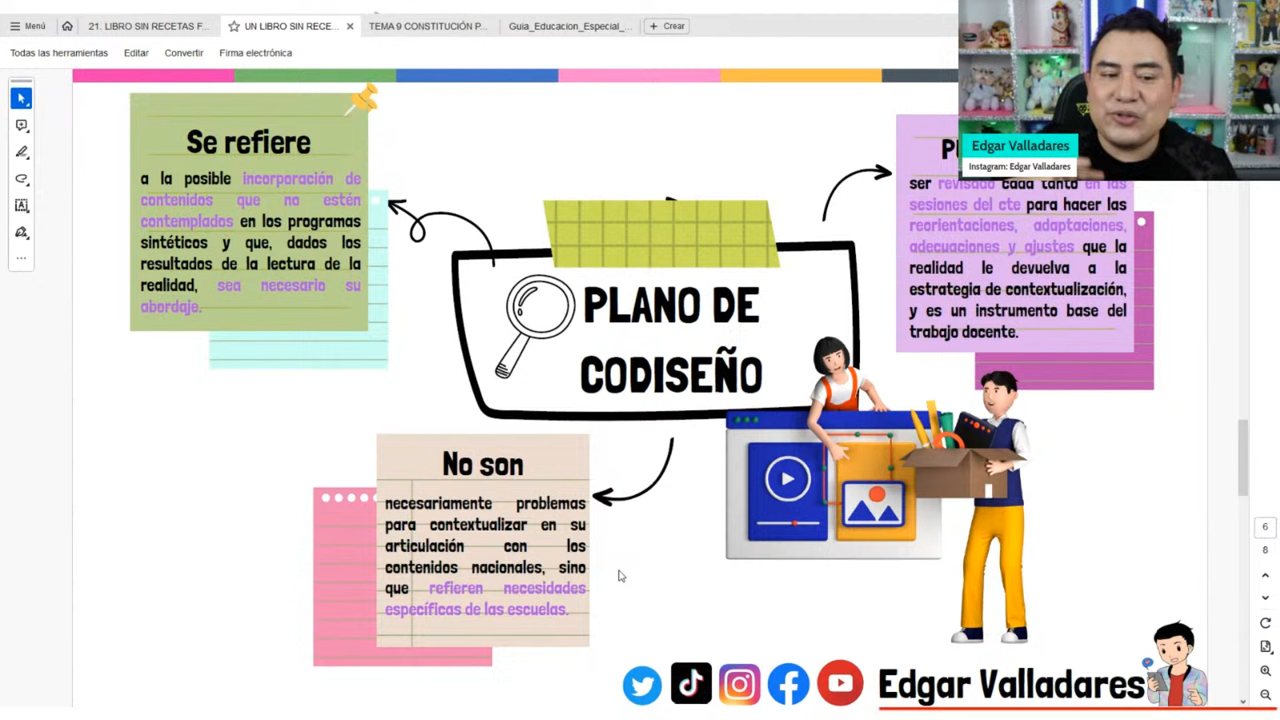 Menú
21. LIBRO SIN RECETAS F...
UN LIBRO SIN RECE...
TEMA 9 CONSTITUCIÓN P...
Guia_Educacion_Especial_...
Crear
Todas las herramientas
Editar
Convertir
Firma electrónica
Se refiere
a la posible incorporación de
contenidos que no estén
contemplados en los programas
sintéticos y que, dados los
resultados de la lectura de la
realidad, sea necesario su
abordaje.
PLANO DE
CODISEÑO
Edgar Valladares
Instagram: Edgar Valladares
ser revisado cada tanto en las
sesiones del cte para hacer las
reorientaciones, adaptaciones,
adecuaciones y ajustes que la
realidad le devuelva a la
estrategia de contextualización,
y es un instrumento base del
trabajo docente.
No son
necesariamente problemas
para contextualizar en su
articulación con los
contenidos nacionales, sino
que refieren necesidades
específicas de las escuelas.
6
8
Edgar Valladares